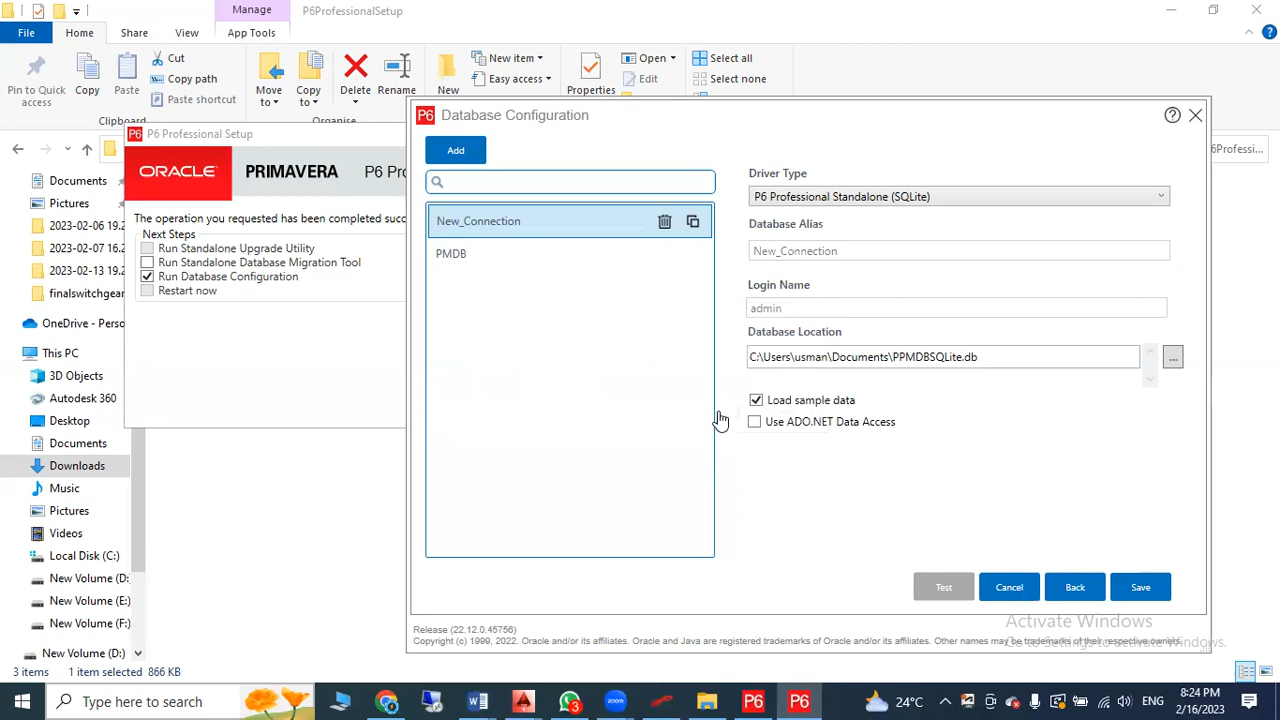 Manage
P6ProfessionalSetup
File
Home
Share
View
App Tools
Pin to Quick
access
Copy
Paste
Cut
Copy path
Paste shortcut
Clipboard
Move
to
Copy
to
Delete
Rename
Organise
New
New item
Easy access
Properties
Open
Edit
Select all
Select none
P6 Professional Setup
ORACLE
PRIMAVERA
P6 Pro
The operation you requested has been completed succ
Next Steps
Run Standalone Upgrade Utility
Run Standalone Database Migration Tool
Run Database Configuration
Restart now
Documents
Pictures
2023-02-06 19.2
2023-02-07 16.2
2023-02-13 19.2
finalswitchgear
OneDrive - Perso
This PC
3D Objects
Autodesk 360
Desktop
Documents
Downloads
Music
Pictures
Videos
Local Disk (C:)
New Volume (D:
New Volume (E:)
New Volume (F:)
New Volume (D:)
3 items
1 item selected 866 KB
P6 Database Configuration
Add
New_Connection
PMDB
Driver Type
P6 Professional Standalone (SQLite)
Database Alias
New_Connection
Login Name
admin
Database Location
C:\Users\usman\Documents\PPMDBSQLite.db
...
Load sample data
Use ADO.NET Data Access
Test
Cancel
Back
Save
Release (22.12.0.45756)
Copyright (c) 1999, 2022. Oracle and/or its affiliates. Oracle and Java are registered trademarks of Oracle and/or its affiliates. Other names may be trademarks of their respective owners.
Activate Windows
Go to Settings to activate Windows.
6Professi...
Type here to search
W
A
3
zoom
P6
P6
24°C
ENG
8:24 PM
2/16/2023